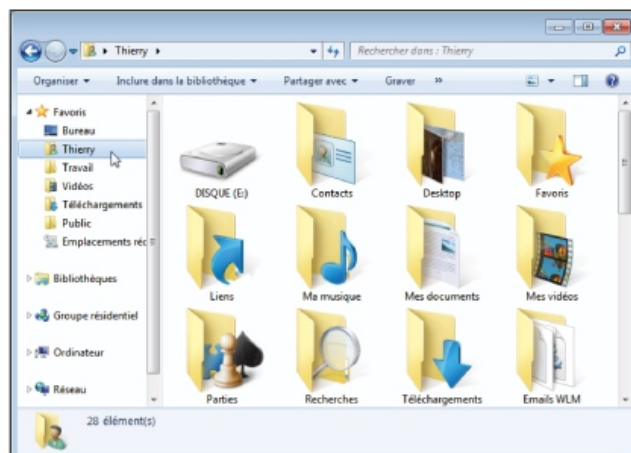 Thierry
Rechercher dans : Thierry
Organiser Inclure dans la bibliothèque Partager avec Graver »
Favoris
Bureau
Thierry
Travail
Vidéos
Téléchargements
Public
Emplacements réc
Bibliothèques
Groupe résidentiel
Ordinateur
Réseau
DISQUE (E:) Contacts Desktop Favoris
Liens Ma musique Mes documents Mes vidéos
Parties Recherches Téléchargements Emails WLM
28 élément(s)